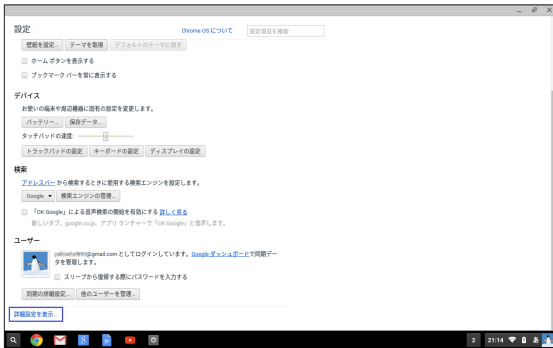 設定
Chrome OS について
設定項目を検索
壁紙を設定... テーマを取得 デフォルトのテーマに戻す
ホーム ボタンを表示する
ブックマーク バーを常に表示する
デバイス
お使いの端末や周辺機器に固有の設定を変更します。
バッテリー... 保存データ...
タッチパッドの速度:
トラックパッドの設定 キーボードの設定 ディスプレイの設定
検索
アドレスバー から検索するときに使用する検索エンジンを設定します。
Google 検索エンジンの管理...
「OK Google」による音声検索の開始を有効にする 詳しく見る
新しいタブ、google.co.jp、アプリ ランチャーで「OK Google」と発声します。
ユーザー
@gmail.com としてログインしています。Google ダッシュボードで同期デー
タを管理します。
スリープから復帰する際にパスワードを入力する
同期の詳細設定... 他のユーザーを管理...
詳細設定を表示...
2 21:14 あ